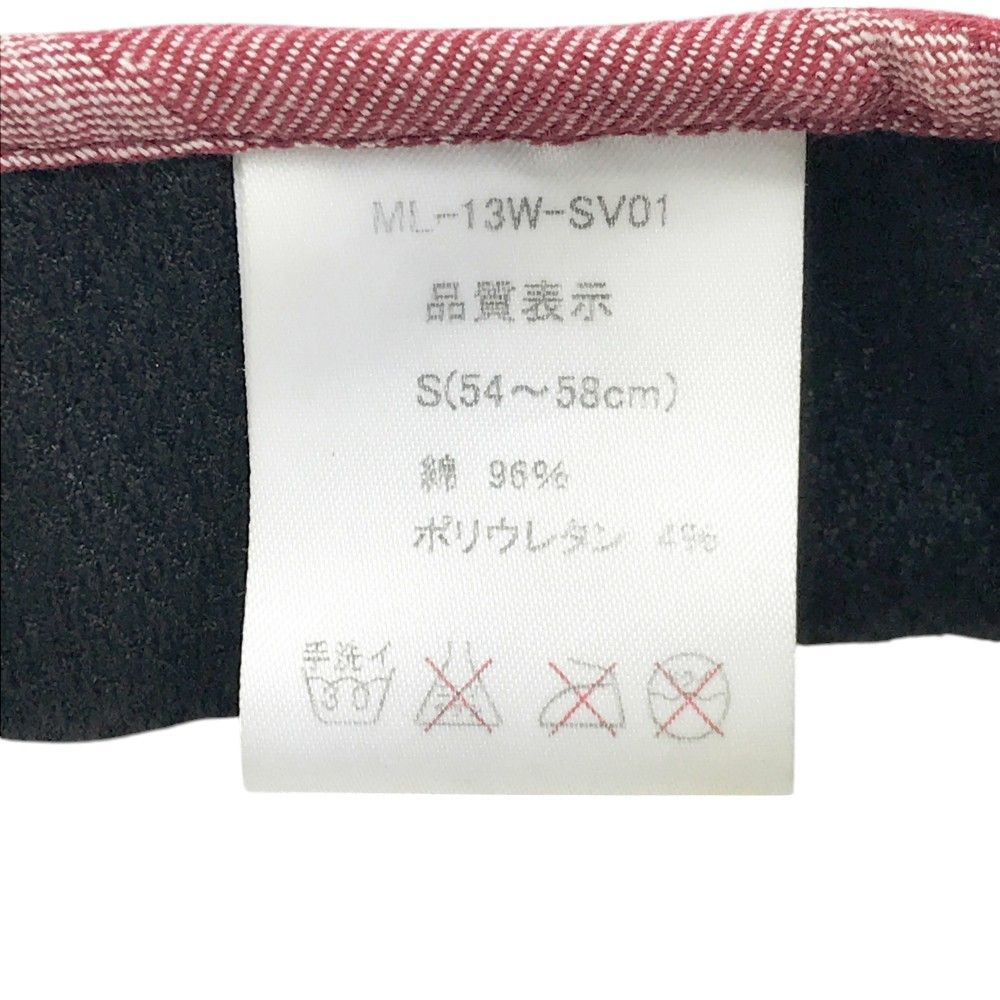 ML-13W-SV01
品質表示
S(54～58cm)
綿 96%
ポリウレタン 4%
手洗イ
30